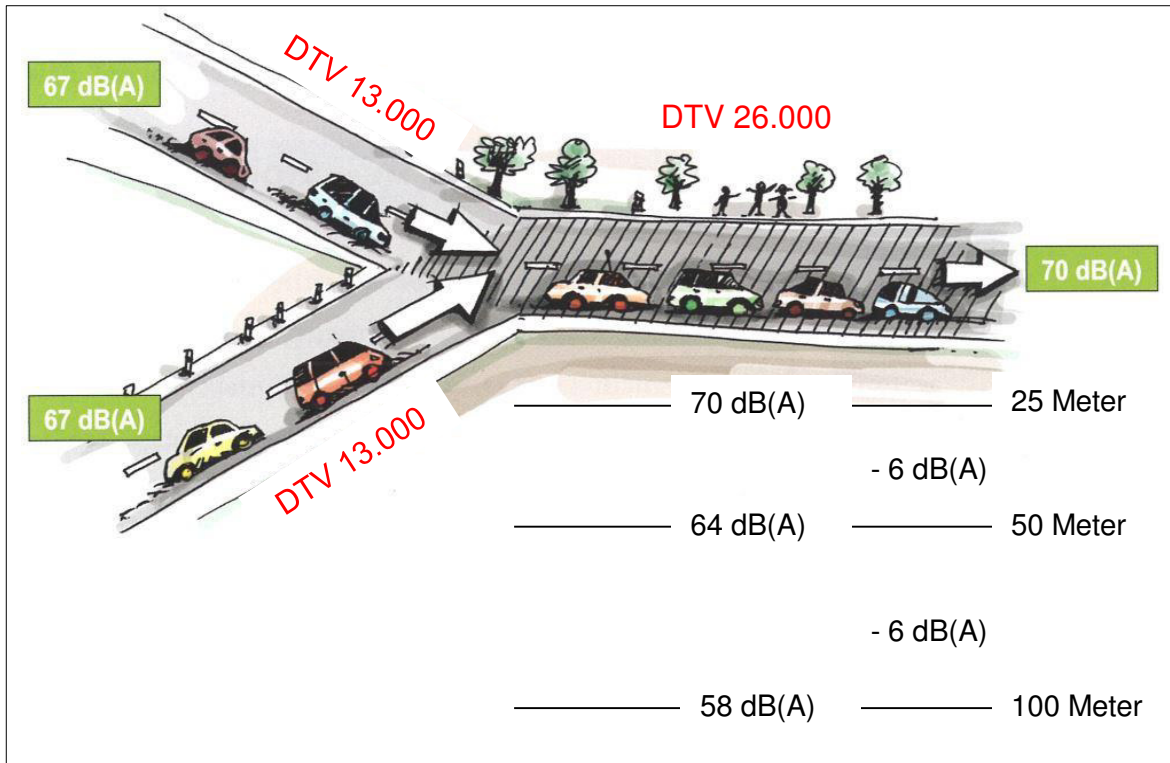 67 dB(A)
DTV 13.000
DTV 26.000
70 dB(A)
67 dB(A)
DTV 13.000
70 dB(A) 25 Meter
- 6 dB(A)
64 dB(A) 50 Meter
- 6 dB(A)
58 dB(A) 100 Meter